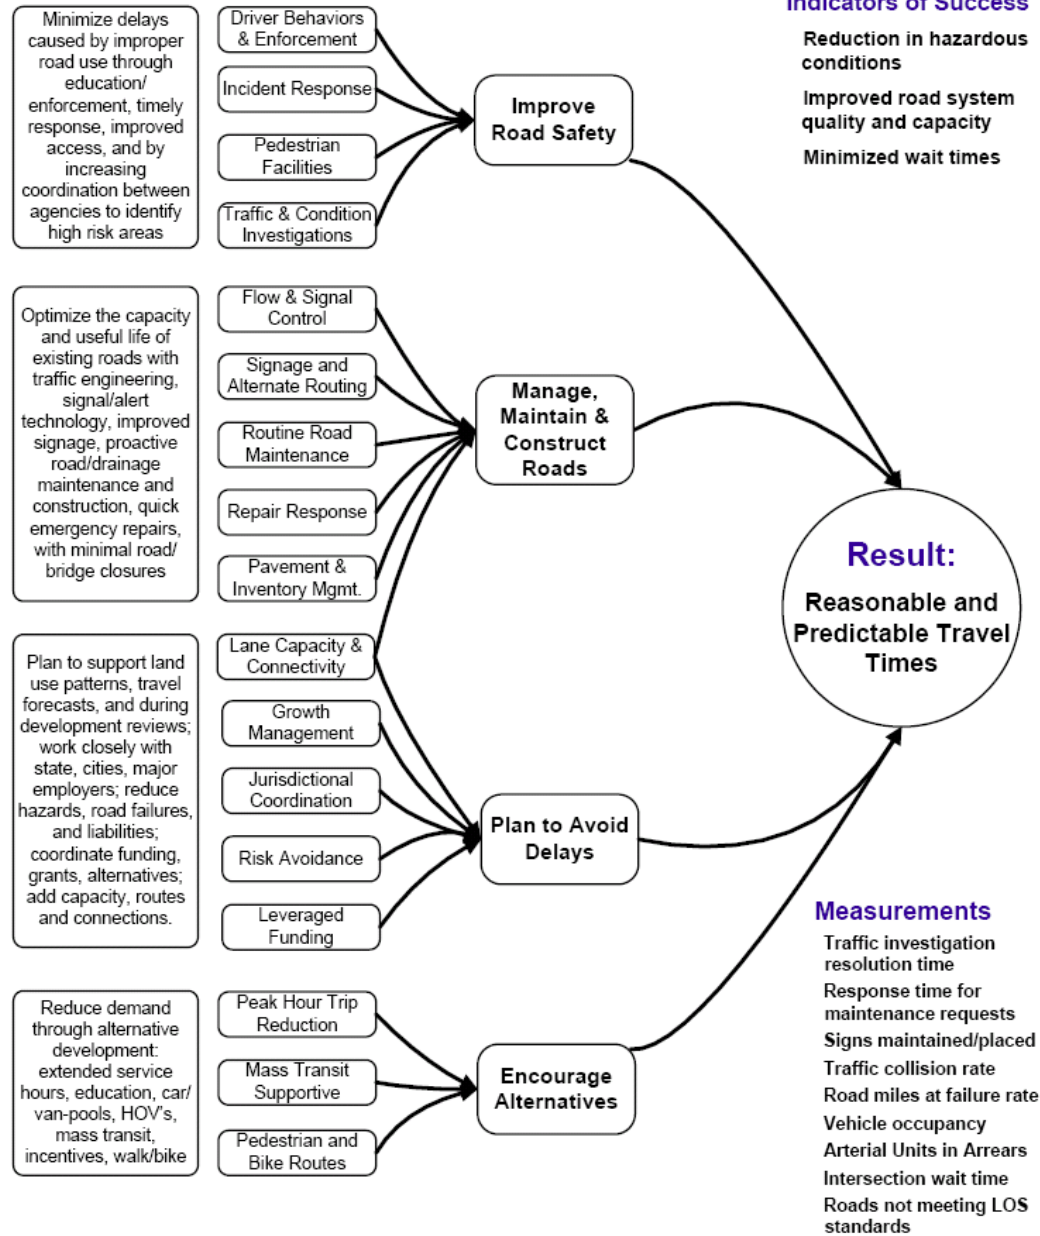 Minimize delays
caused by improper
road use through
education/
enforcement, timely
response, improved
access, and by
increasing
coordination between
agencies to identify
high risk areas
Driver Behaviors
& Enforcement
Incident Response
Pedestrian
Facilities
Traffic & Condition
Investigations
Improve
Road Safety
Indicators of Success
Reduction in hazardous
conditions
Improved road system
quality and capacity
Minimized wait times
Optimize the capacity
and useful life of
existing roads with
traffic engineering,
signal/alert
technology, improved
signage, proactive
road/drainage
maintenance and
construction, quick
emergency repairs,
with minimal road/
bridge closures
Flow & Signal
Control
Signage and
Alternate Routing
Routine Road
Maintenance
Repair Response
Pavement &
Inventory Mgmt.
Manage,
Maintain &
Construct
Roads
Result:
Reasonable and
Predictable Travel
Times
Plan to support land
use patterns, travel
forecasts, and during
development reviews;
work closely with
state, cities, major
employers; reduce
hazards, road failures,
and liabilities;
coordinate funding,
grants, alternatives;
add capacity, routes
and connections.
Lane Capacity &
Connectivity
Growth
Management
Jurisdictional
Coordination
Risk Avoidance
Leveraged
Funding
Plan to Avoid
Delays
Reduce demand
through alternative
development:
extended service
hours, education, car/
van-pools, HOV's,
mass transit,
incentives, walk/bike
Peak Hour Trip
Reduction
Mass Transit
Supportive
Pedestrian and
Bike Routes
Encourage
Alternatives
Measurements
Traffic investigation
resolution time
Response time for
maintenance requests
Signs maintained/placed
Traffic collision rate
Road miles at failure rate
Vehicle occupancy
Arterial Units in Arrears
Intersection wait time
Roads not meeting LOS
standards